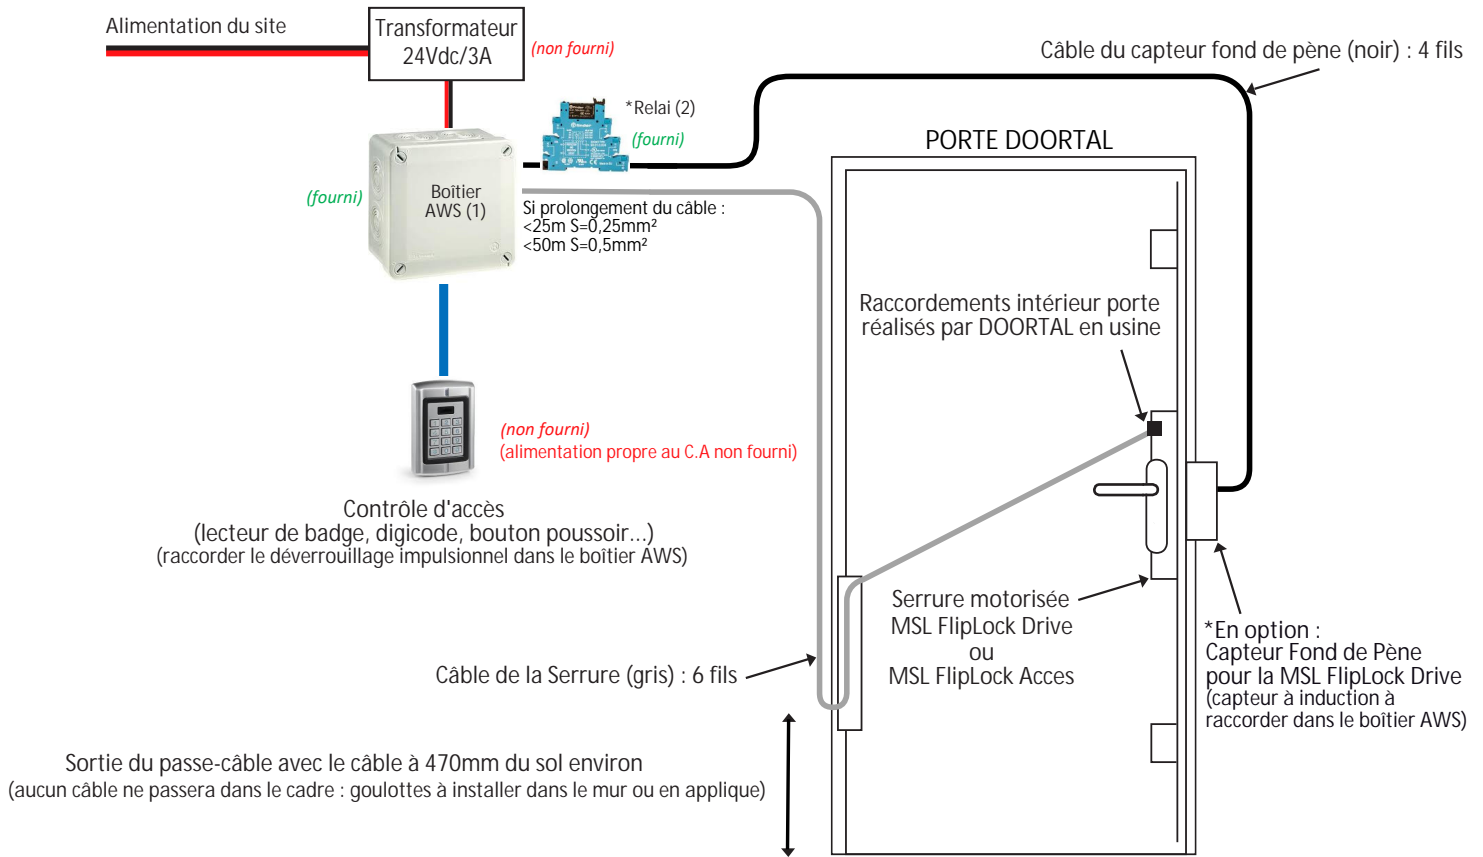 Alimentation du site
Transformateur
24Vdc/3A
(non fourni)
Câble du capteur fond de pène (noir) : 4 fils
*Relai (2)
(fourni)
PORTE DOORTAL
(fourni)
Boîtier
AWS (1)
Si prolongement du câble :
<25m S=0,25mm²
<50m S=0,5mm²
Raccordements intérieur porte
réalisés par DOORTAL en usine
(non fourni)
(alimentation propre au C.A non fourni)
Contrôle d'accès
(lecteur de badge, digicode, bouton poussoir...)
(raccorder le déverrouillage impulsionnel dans le boîtier AWS)
Serrure motorisée
MSL FlipLock Drive
ou
MSL FlipLock Acces
*En option :
Capteur Fond de Pène
pour la MSL FlipLock Drive
(capteur à induction à
raccorder dans le boîtier AWS)
Câble de la Serrure (gris) : 6 fils
Sortie du passe-câble avec le câble à 470mm du sol environ
(aucun câble ne passera dans le cadre : goulottes à installer dans le mur ou en applique)